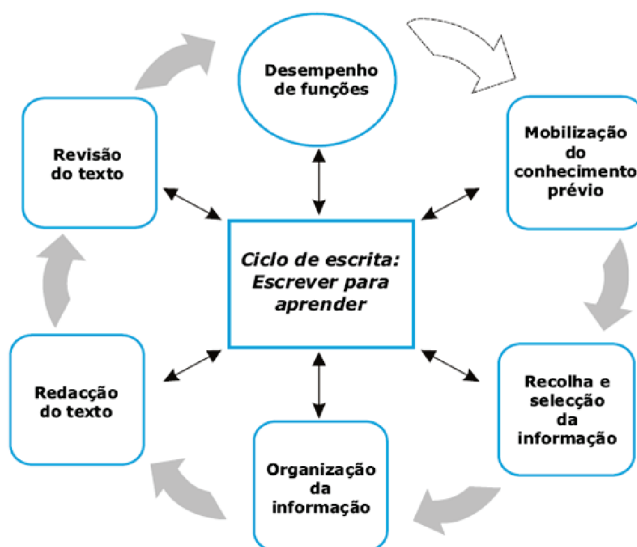 Desempenho
de funções
Mobilização
do
conhecimento
prévio
Recolha e
selecção da
informação
Organização
da
informação
Redacção
do texto
Revisão
do texto
Ciclo de escrita:
Escrever para
aprender